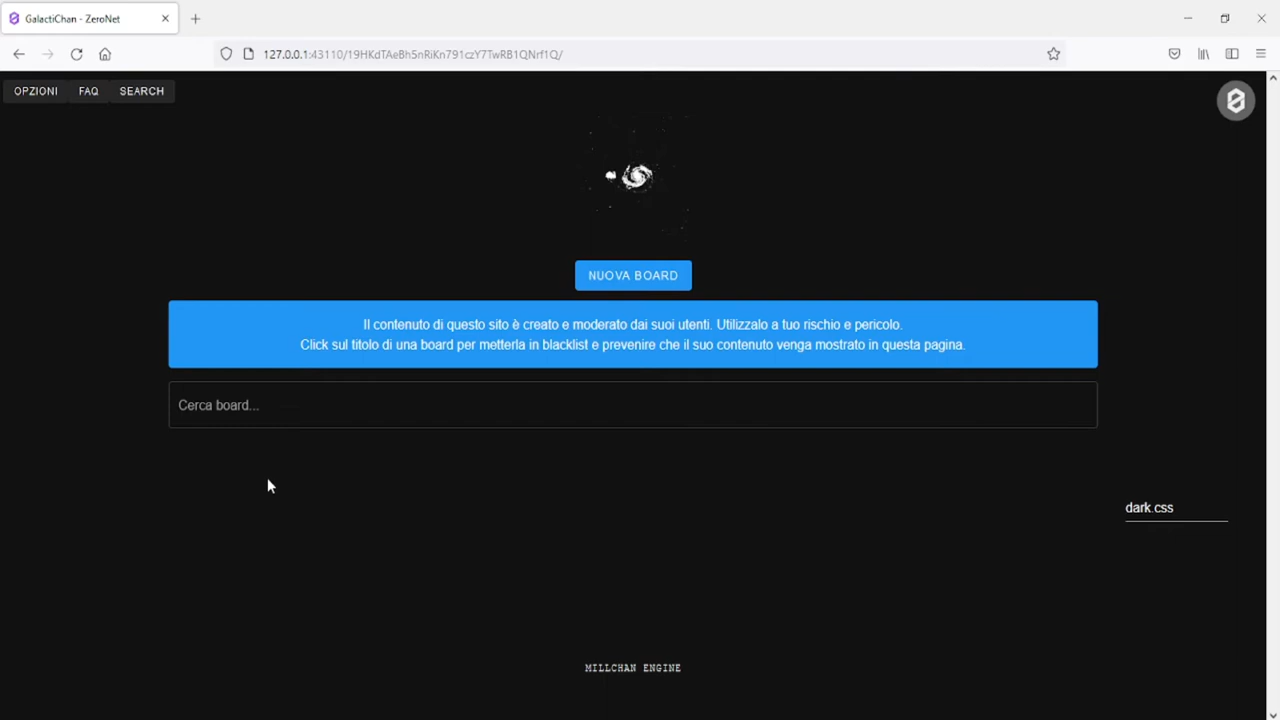 GalactiChan - ZeroNet
127.0.0.1:43110/19HKdTAeBh5nRiKn791czY7TwRB1QNrf1Q/
OPZIONI FAQ SEARCH
NUOVA BOARD
Il contenuto di questo sito è creato e moderato dai suoi utenti. Utilizzalo a tuo rischio e pericolo.
Click sul titolo di una board per metterla in blacklist e prevenire che il suo contenuto venga mostrato in questa pagina.
Cerca board...
dark.css
MILLCHAN ENGINE